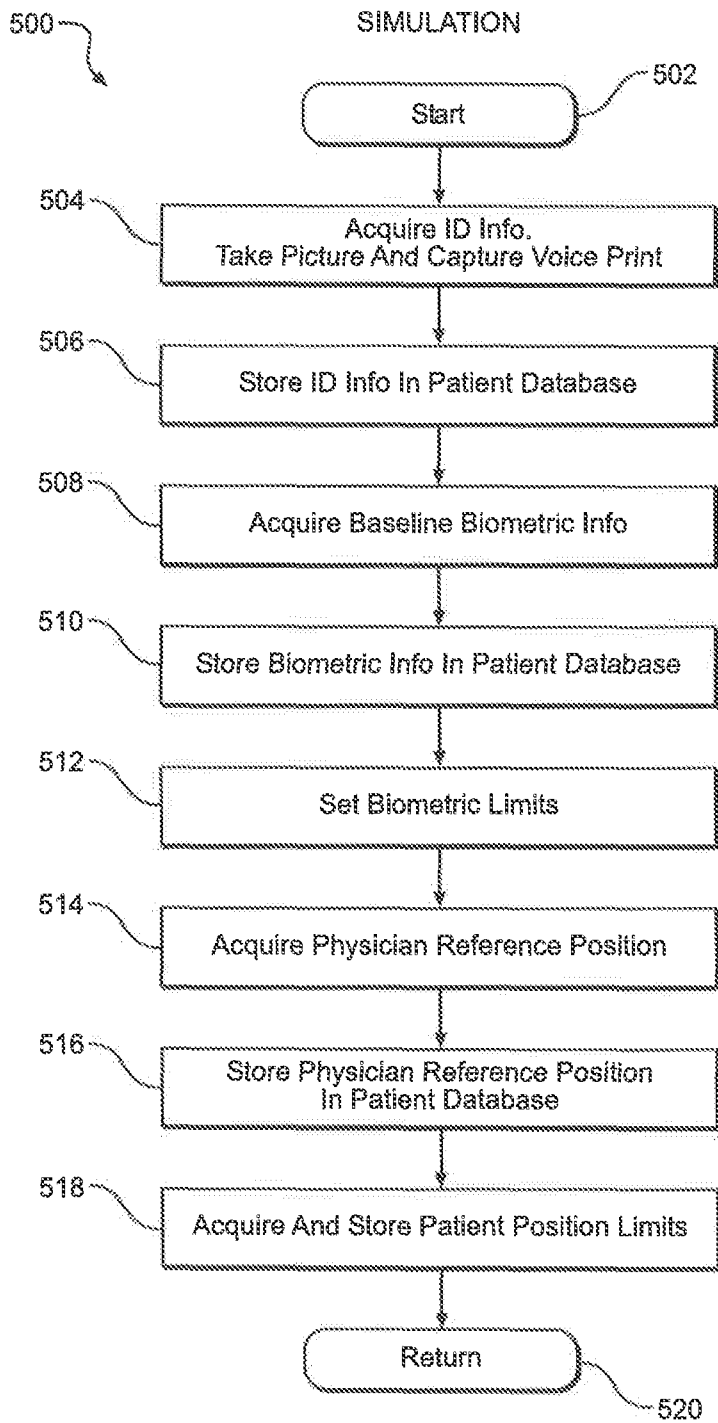 500
SIMULATION
Start
502
504
Acquire ID Info.
Take Picture And Capture Voice Print
506
Store ID Info In Patient Database
508
Acquire Baseline Biometric Info
510
Store Biometric Info In Patient Database
512
Set Biometric Limits
514
Acquire Physician Reference Position
516
Store Physician Reference Position
In Patient Database
518
Acquire And Store Patient Position Limits
Return
520